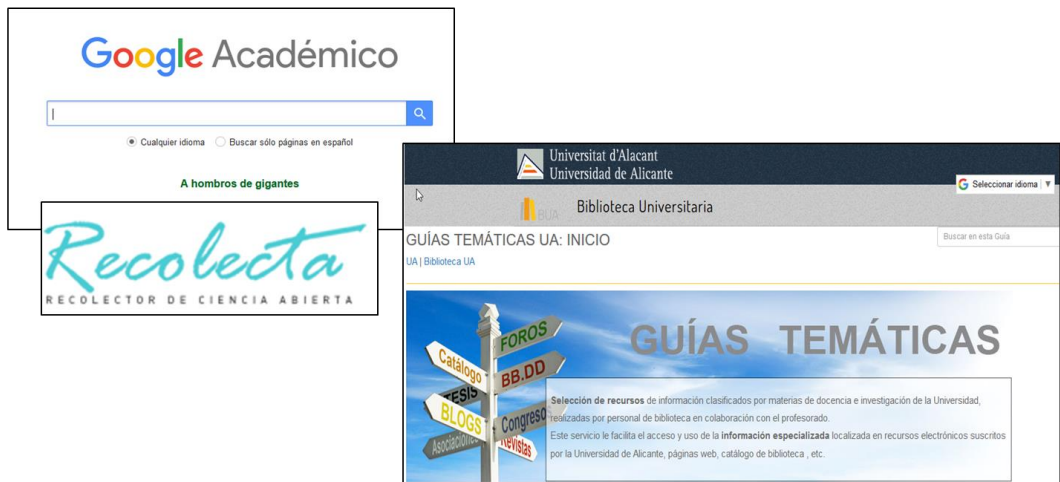 Google Académico
Cualquier idioma
Buscar sólo páginas en español
A hombros de gigantes
Recolecta
RECOLECTOR DE CIENCIA ABIERTA
Universitat d'Alacant
Universidad de Alicante
Seleccionar idioma
BUA
Biblioteca Universitaria
GUÍAS TEMÁTICAS UA: INICIO
Buscar en esta Guía
UA | Biblioteca UA
GUÍAS TEMÁTICAS
FOROS
Catálogo
BB.DD
TESIS
BLOGS
Congreso
Asociaciones
Revistas
Selección de recursos de información clasificados por materias de docencia e investigación de la Universidad,
realizadas por personal de biblioteca en colaboración con el profesorado.
Este servicio le facilita el acceso y uso de la información especializada localizada en recursos electrónicos suscritos
por la Universidad de Alicante, páginas web, catálogo de biblioteca , etc.